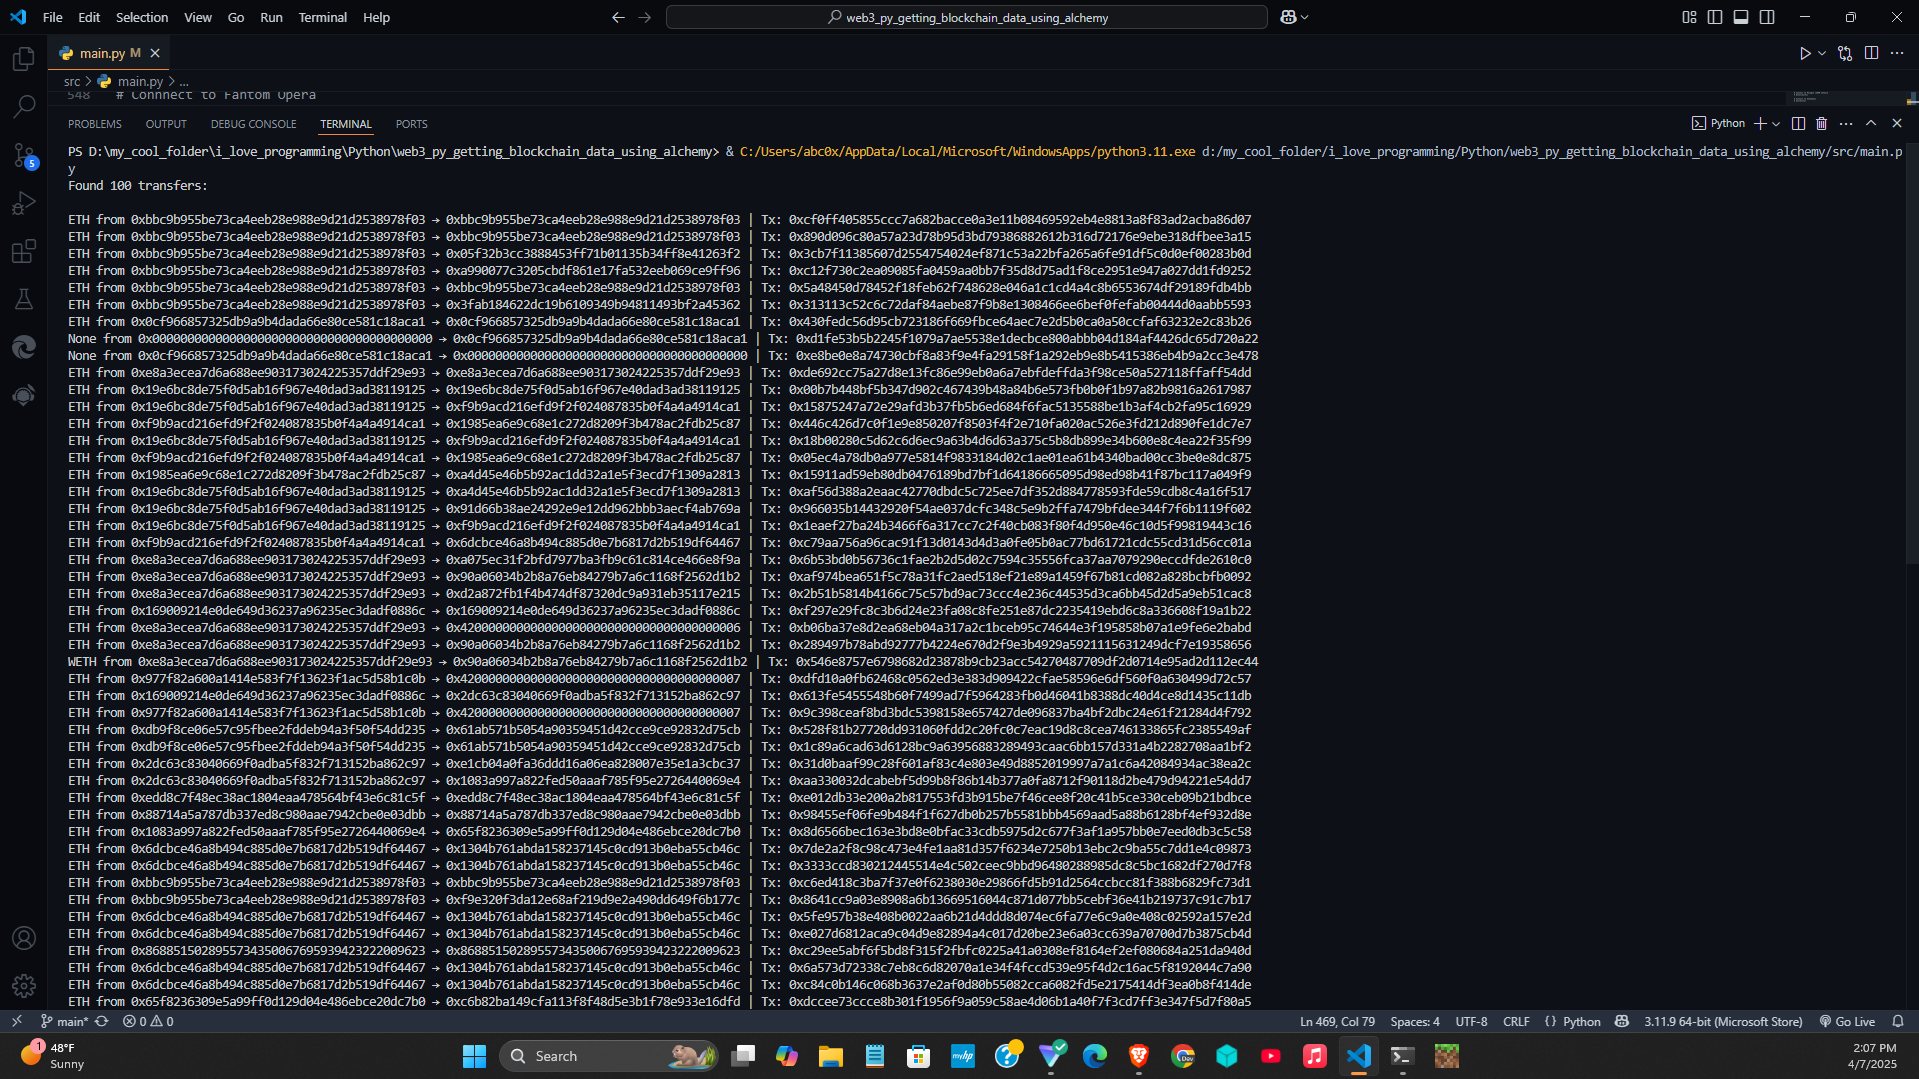 File Edit Selection View Go Run Terminal Help
web3_py_getting_blockchain_data_using_alchemy
main.py M
src > main.py > ...
548 # Connnect to Fantom Opera
PROBLEMS OUTPUT DEBUG CONSOLE TERMINAL PORTS
Python
PS D:\my_cool_folder\i_love_programming\Python\web3_py_getting_blockchain_data_using_alchemy> & C:/Users/abc0x/AppData/Local/Microsoft/WindowsApps/python3.11.exe d:/my_cool_folder/i_love_programming/Python/web3_py_getting_blockchain_data_using_alchemy/src/main.p
y
Found 100 transfers:
ETH from 0xbbc9b955be73ca4eeb28e988e9d21d2538978f03 → 0xbbc9b955be73ca4eeb28e988e9d21d2538978f03 | Tx: 0xcf0ff405855ccc7a682bacce0a3e11b08469592eb4e8813a8f83ad2acba86d07
ETH from 0xbbc9b955be73ca4eeb28e988e9d21d2538978f03 → 0xbbc9b955be73ca4eeb28e988e9d21d2538978f03 | Tx: 0x890d096c80a57a23d78b95d3bd79386882612b316d72176e9ebe318dfbee3a15
ETH from 0xbbc9b955be73ca4eeb28e988e9d21d2538978f03 → 0x05f32b3cc3888453ff71b01135b34ff8e41263f2 | Tx: 0x3cb7f11385607d2554754024ef871c53a22bfa265a6fe91df5c0d0ef00283b0d
ETH from 0xbbc9b955be73ca4eeb28e988e9d21d2538978f03 → 0xa990077c3205cbdf861e17fa532eeb069ce9ff96 | Tx: 0xc12f730c2ea09085fa0459aa0bb7f35d8d75ad1f8ce2951e947a027dd1fd9252
ETH from 0xbbc9b955be73ca4eeb28e988e9d21d2538978f03 → 0xbbc9b955be73ca4eeb28e988e9d21d2538978f03 | Tx: 0x5a48450d78452f18feb62f748628e046a1c1cd4a4c8b6553674df29189fdb4bb
ETH from 0xbbc9b955be73ca4eeb28e988e9d21d2538978f03 → 0x3fab184622dc19b6109349b94811493bf2a45362 | Tx: 0x313113c52c6c72daf84aebe87f9b8e1308466ee6bef0fefab00444d0aabb5593
ETH from 0x0cf966857325db9a9b4dada66e80ce581c18aca1 → 0x0cf966857325db9a9b4dada66e80ce581c18aca1 | Tx: 0x430fedc56d95cb723186f669fbce64aec7e2d5b0ca0a50ccfaf63232e2c83b26
None from 0x0000000000000000000000000000000000000000 → 0x0cf966857325db9a9b4dada66e80ce581c18aca1 | Tx: 0xd1fe53b5b2245f1079a7ae5538e1decbce800abbb04d184af4426dc65d720a22
None from 0x0cf966857325db9a9b4dada66e80ce581c18aca1 → 0x0000000000000000000000000000000000000000 | Tx: 0xe8be0e8a74730cbf8a83f9e4fa29158f1a292eb9e8b5415386eb4b9a2cc3e478
ETH from 0xe8a3ecea7d6a688ee903173024225357ddf29e93 → 0xe8a3ecea7d6a688ee903173024225357ddf29e93 | Tx: 0xde692cc75a27d8e13fc86e99eb0a6a7ebfdeffda3f98ce50a527118ffaff54dd
ETH from 0x19e6bc8de75f0d5ab16f967e40dad3ad38119125 → 0x19e6bc8de75f0d5ab16f967e40dad3ad38119125 | Tx: 0x00b7b448bf5b347d902c467439b48a84b6e573fb0b0f1b97a82b9816a2617987
ETH from 0x19e6bc8de75f0d5ab16f967e40dad3ad38119125 → 0xf9b9acd216efd9f2f024087835b0f4a4a4914ca1 | Tx: 0x15875247a72e29afd3b37fb5b6ed684f6fac5135588be1b3af4cb2fa95c16929
ETH from 0xf9b9acd216efd9f2f024087835b0f4a4a4914ca1 → 0x1985ea6e9c68e1c272d8209f3b478ac2fdb25c87 | Tx: 0x446c426d7c0f1e9e850207f8503f4f2e710fa020ac526e3fd212d890fe1dc7e7
ETH from 0x19e6bc8de75f0d5ab16f967e40dad3ad38119125 → 0xf9b9acd216efd9f2f024087835b0f4a4a4914ca1 | Tx: 0x18b00280c5d62c6d6ec9a63b4d6d63a375c5b8db899e34b600e8c4ea22f35f99
ETH from 0xf9b9acd216efd9f2f024087835b0f4a4a4914ca1 → 0x1985ea6e9c68e1c272d8209f3b478ac2fdb25c87 | Tx: 0x05ec4a78db0a977e5814f9833184d02c1ae01ea61b4340bad00cc3be0e8dc875
ETH from 0x1985ea6e9c68e1c272d8209f3b478ac2fdb25c87 → 0xa4d45e46b5b92ac1dd32a1e5f3ecd7f1309a2813 | Tx: 0x15911ad59eb80db0476189bd7bf1d64186665095d98ed98b41f87bc117a049f9
ETH from 0x19e6bc8de75f0d5ab16f967e40dad3ad38119125 → 0xa4d45e46b5b92ac1dd32a1e5f3ecd7f1309a2813 | Tx: 0xaf56d388a2eaac42770dbdc5c725ee7df352d884778593fde59cdb8c4a16f517
ETH from 0x19e6bc8de75f0d5ab16f967e40dad3ad38119125 → 0x91d66b38ae24292e9e12dd962bbb3aecf4ab769a | Tx: 0x966035b14432920f54ae037dcfc348c5e9b2ffa7479bfdee344f7f6b1119f602
ETH from 0x19e6bc8de75f0d5ab16f967e40dad3ad38119125 → 0xf9b9acd216efd9f2f024087835b0f4a4a4914ca1 | Tx: 0x1eaef27ba24b3466f6a317cc7c2f40cb083f80f4d950e46c10d5f99819443c16
ETH from 0xf9b9acd216efd9f2f024087835b0f4a4a4914ca1 → 0x6dcbce46a8b494c885d0e7b6817d2b519df64467 | Tx: 0xc79aa756a96cac91f13d0143d4d3a0fe05b0ac77bd61721cdc55cd31d56cc01a
ETH from 0xe8a3ecea7d6a688ee903173024225357ddf29e93 → 0xa075ec31f2bfd7977ba3fb9c61c814ce466e8f9a | Tx: 0x6b53bd0b56736c1fae2b2d5d02c7594c35556fca37aa7079290eccdfde2610c0
ETH from 0xe8a3ecea7d6a688ee903173024225357ddf29e93 → 0x90a06034b2b8a76eb84279b7a6c1168f2562d1b2 | Tx: 0xaf974bea651f5c78a31fc2aed518ef21e89a1459f67b81cd082a828bcbfb0092
ETH from 0xe8a3ecea7d6a688ee903173024225357ddf29e93 → 0xd2a872fb1f4b474df87320dc9a931eb35117e215 | Tx: 0x2b51b5814b4166c75c57bd9ac73ccc4e236c44535d3ca6bb45d2d5a9eb51cac8
ETH from 0x169009214e0de649d36237a96235ec3dadf0886c → 0x169009214e0de649d36237a96235ec3dadf0886c | Tx: 0xf297e29fc8c3b6d24e23fa08c8fe251e87dc2235419ebd6c8a336608f19a1b22
ETH from 0xe8a3ecea7d6a688ee903173024225357ddf29e93 → 0x4200000000000000000000000000000000000006 | Tx: 0xb06ba37e8d2ea68eb04a317a2c1bceb95c74644e3f195858b07a1e9fe6e2babd
ETH from 0xe8a3ecea7d6a688ee903173024225357ddf29e93 → 0x90a06034b2b8a76eb84279b7a6c1168f2562d1b2 | Tx: 0x289497b78abd92777b4224e670d2f9e3b4929a5921115631249dcf7e19358656
WETH from 0xe8a3ecea7d6a688ee903173024225357ddf29e93 → 0x90a06034b2b8a76eb84279b7a6c1168f2562d1b2 | Tx: 0x546e8757e6798682d23878b9cb23acc54270487709df2d0714e95ad2d112ec44
ETH from 0x977f82a600a1414e583f7f13623f1ac5d58b1c0b → 0x4200000000000000000000000000000000000007 | Tx: 0xdfd10a0fb62468c0562ed3e383d909422cfae58596e6df560f0a630499d72c57
ETH from 0x169009214e0de649d36237a96235ec3dadf0886c → 0x2dc63c83040669f0adba5f832f713152ba862c97 | Tx: 0x613fe5455548b60f7499ad7f5964283fb0d46041b8388dc40d4ce8d1435c11db
ETH from 0x977f82a600a1414e583f7f13623f1ac5d58b1c0b → 0x4200000000000000000000000000000000000007 | Tx: 0x9c398ceaf8bd3bdc5398158e657427de096837ba4bf2dbc24e61f21284d4f792
ETH from 0xdb9f8ce06e57c95fbee2fddeb94a3f50f54dd235 → 0x61ab571b5054a90359451d42cce9ce92832d75cb | Tx: 0x528f81b27720dd931060fdd2c20fc0c7eac19d8c8cea746133865fc2385549af
ETH from 0xdb9f8ce06e57c95fbee2fddeb94a3f50f54dd235 → 0x61ab571b5054a90359451d42cce9ce92832d75cb | Tx: 0x1c89a6cad63d6128bc9a63956883289493caac6bb157d331a4b2282708aa1bf2
ETH from 0x2dc63c83040669f0adba5f832f713152ba862c97 → 0xe1cb04a0fa36ddd16a06ea828007e35e1a3cbc37 | Tx: 0x31d0baaf99c28f601af83c4e803e49d8852019997a7a1c6a42084934ac38ea2c
ETH from 0x2dc63c83040669f0adba5f832f713152ba862c97 → 0x1083a997a822fed50aaaf785f95e2726440069e4 | Tx: 0xaa330032dcabebf5d99b8f86b14b377a0fa8712f90118d2be479d94221e54dd7
ETH from 0xedd8c7f48ec38ac1804eaa478564bf43e6c81c5f → 0xedd8c7f48ec38ac1804eaa478564bf43e6c81c5f | Tx: 0xe012db33e200a2b817553fd3b915be7f46cee8f20c41b5ce330ceb09b21bdbce
ETH from 0x88714a5a787db337ed8c980aae7942cbe0e03dbb → 0x88714a5a787db337ed8c980aae7942cbe0e03dbb | Tx: 0x98455ef06fe9b484f1f627db0b257b5581bbb4569aad5a88b6128bf4ef932d8e
ETH from 0x1083a997a822fed50aaaf785f95e2726440069e4 → 0x65f8236309e5a99ff0d129d04e486ebce20dc7b0 | Tx: 0x8d6566bec163e3bd8e0bfac33cdb5975d2c677f3af1a957bb0e7eed0db3c5c58
ETH from 0x6dcbce46a8b494c885d0e7b6817d2b519df64467 → 0x1304b761abda158237145c0cd913b0eba55cb46c | Tx: 0x7de2a2f8c98c473e4fe1aa81d357f6234e7250b13ebc2c9ba55c7dd1e4c09873
ETH from 0x6dcbce46a8b494c885d0e7b6817d2b519df64467 → 0x1304b761abda158237145c0cd913b0eba55cb46c | Tx: 0x3333ccd830212445514e4c502ceec9bbd96480288985dc8c5bc1682df270d7f8
ETH from 0xbbc9b955be73ca4eeb28e988e9d21d2538978f03 → 0xbbc9b955be73ca4eeb28e988e9d21d2538978f03 | Tx: 0xc6ed418c3ba7f37e0f6238030e29866fd5b91d2564ccbcc81f388b6829fc73d1
ETH from 0xbbc9b955be73ca4eeb28e988e9d21d2538978f03 → 0xf9e320f3da12e68af219d9e2a490dd649f6b177c | Tx: 0x8641cc9a03e8908a6b13669516044c871d077bb5cebf36e41b219737c91c7b17
ETH from 0x6dcbce46a8b494c885d0e7b6817d2b519df64467 → 0x1304b761abda158237145c0cd913b0eba55cb46c | Tx: 0x5fe957b38e408b0022aa6b21d4ddd8d074ec6fa77e6c9a0e408c02592a157e2d
ETH from 0x6dcbce46a8b494c885d0e7b6817d2b519df64467 → 0x1304b761abda158237145c0cd913b0eba55cb46c | Tx: 0xe027d6812aca9c04d9e82894a4c017d20be23e6a03cc639a70700d7b3875cb4d
ETH from 0x8688515028955734350067695939423222009623 → 0x8688515028955734350067695939423222009623 | Tx: 0xc29ee5abf6f5bd8f315f2fbfc0225a41a0308ef8164ef2ef080684a251da940d
ETH from 0x6dcbce46a8b494c885d0e7b6817d2b519df64467 → 0x1304b761abda158237145c0cd913b0eba55cb46c | Tx: 0x6a573d72338c7eb8c6d82070a1e34f4fccd539e95f4d2c16ac5f8192044c7a90
ETH from 0x6dcbce46a8b494c885d0e7b6817d2b519df64467 → 0x1304b761abda158237145c0cd913b0eba55cb46c | Tx: 0xc84c0b146c068b3637e2af0d80b55082cca6082fd5e2175414df3ea0b8f414de
ETH from 0x65f8236309e5a99ff0d129d04e486ebce20dc7b0 → 0xc6b82ba149cfa113f8f48d5e3b1f78e933e16dfd | Tx: 0xdccee73ccce8b301f1956f9a059c58ae4d06b1a40f7f3cd7ff3e347f5d7f80a5
main* 0 0 Ln 469, Col 79 Spaces: 4 UTF-8 CRLF Python 3.11.9 64-bit (Microsoft Store) Go Live
48°F
Sunny
Search
2:07 PM
4/7/2025